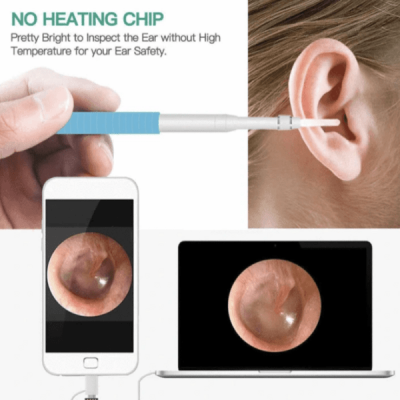 NO HEATING CHIP
Pretty Bright to Inspect the Ear without High
Temperature for your Ear Safety.